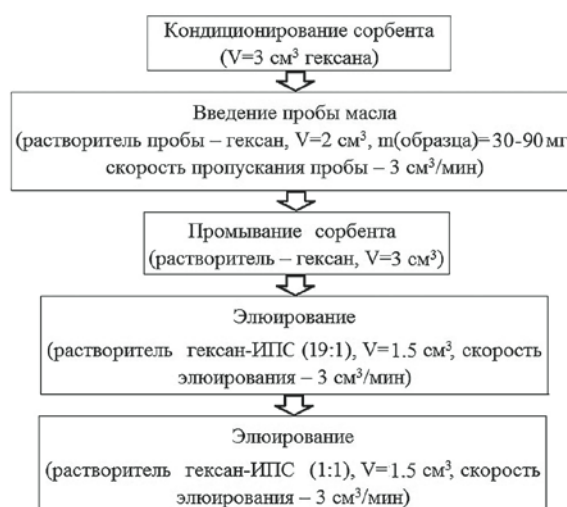 Кондиционирование сорбента
(V=3 см³ гексана)
Введение пробы масла
(растворитель пробы – гексан, V=2 см³, m(образца)=30-90 мг
скорость пропускания пробы – 3 см³/мин)
Промывание сорбента
(растворитель – гексан, V=3 см³)
Элюирование
(растворитель гексан-ИПС (19:1), V=1.5 см³, скорость
элюирования – 3 см³/мин)
Элюирование
(растворитель гексан-ИПС (1:1), V=1.5 см³, скорость
элюирования – 3 см³/мин)